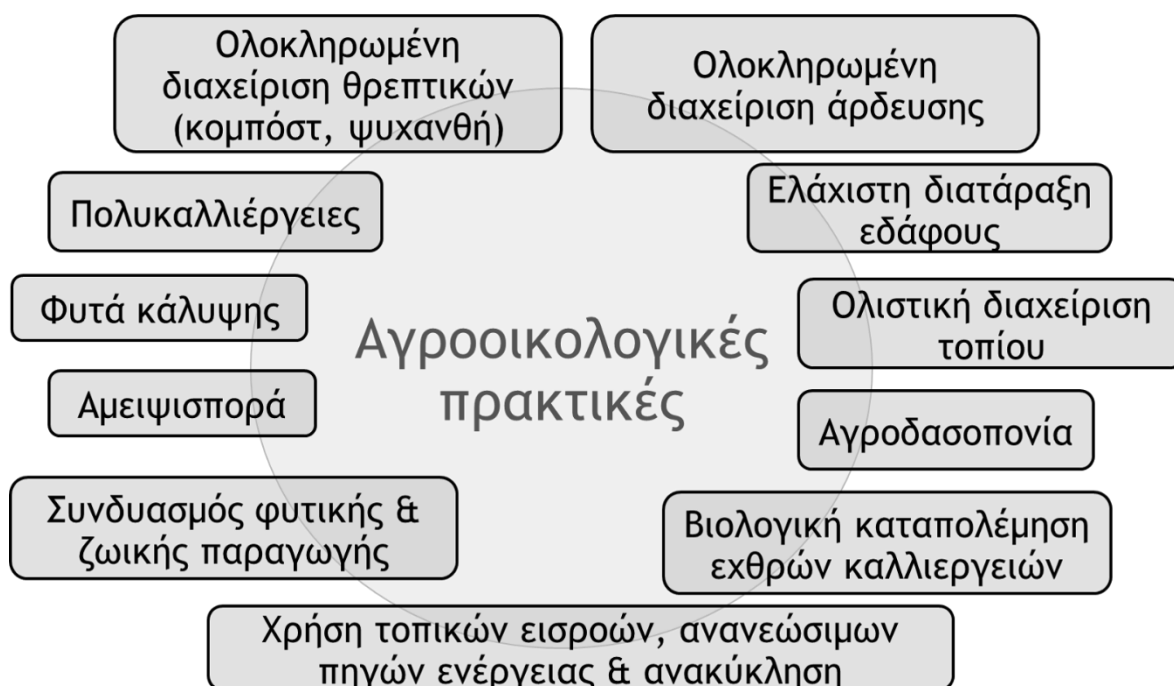 Ολοκληρωμένη
διαχείριση θρεπτικών
(κομπόστ, ψυχανθή)
Ολοκληρωμένη
διαχείριση άρδευσης
Πολυκαλλιέργειες
Ελάχιστη διατάραξη
εδάφους
Φυτά κάλυψης
Ολιστική διαχείριση
τοπίου
Αγροοικολογικές
πρακτικές
Αμειψισπορά
Αγροδασοπονία
Συνδυασμός φυτικής &
ζωικής παραγωγής
Βιολογική καταπολέμηση
εχθρών καλλιεργειών
Χρήση τοπικών εισροών, ανανεώσιμων
πηγών ενέργειας & ανακύκληση